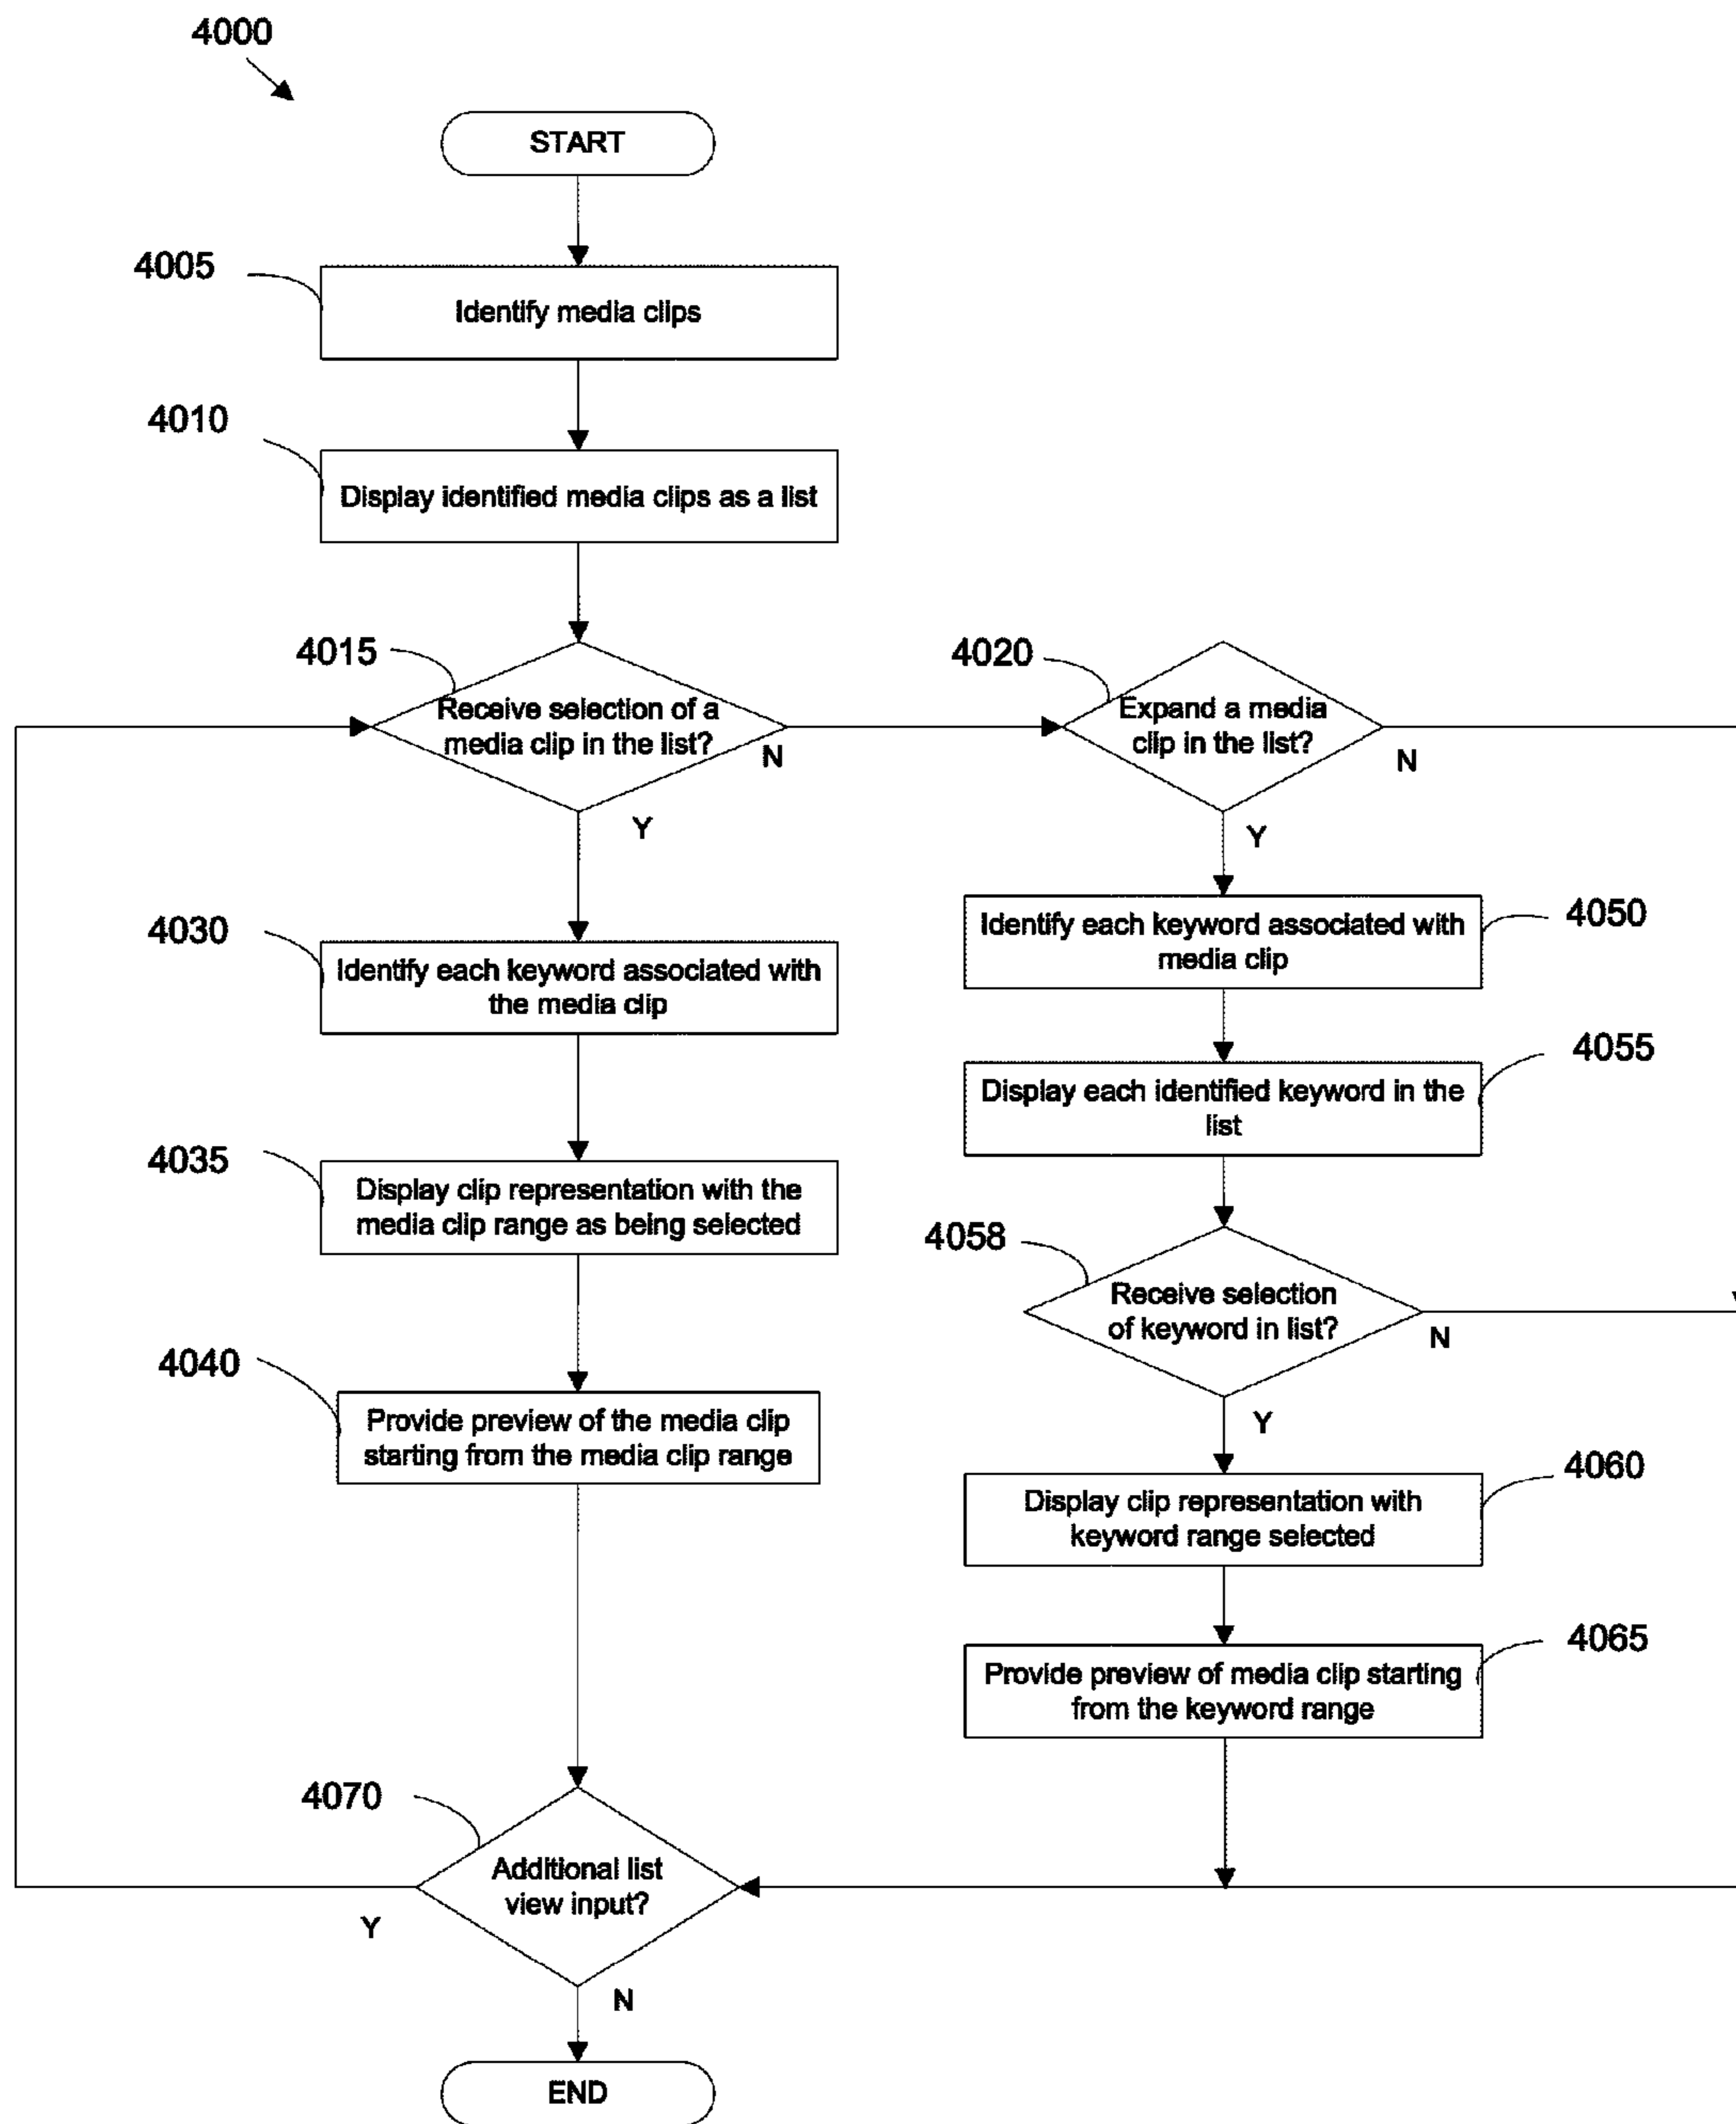 4000
START
4005
Identify media clips
4010
Display identified media clips as a list
4015
Receive selection of a
media clip in the list?
N
Y
4020
Expand a media
clip in the list?
N
Y
4030
Identify each keyword associated with
the media clip
4050
Identify each keyword associated with
media clip
4055
Display each identified keyword in the
list
4035
Display clip representation with the
media clip range as being selected
4058
Receive selection
of keyword in list?
N
Y
4040
Provide preview of the media clip
starting from the media clip range
4060
Display clip representation with
keyword range selected
4065
Provide preview of media clip starting
from the keyword range
4070
Additional list
view input?
Y
N
END